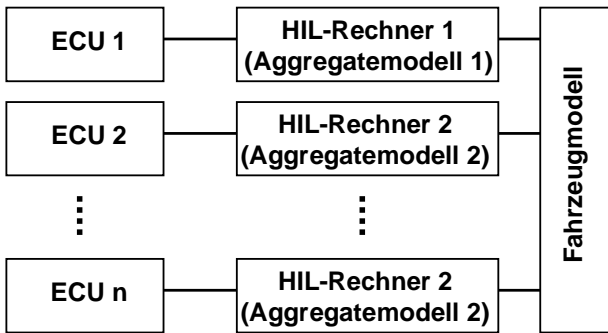 ECU 1
HIL-Rechner 1
(Aggregatemodell 1)
ECU 2
HIL-Rechner 2
(Aggregatemodell 2)
ECU n
HIL-Rechner 2
(Aggregatemodell 2)
Fahrzeugmodell